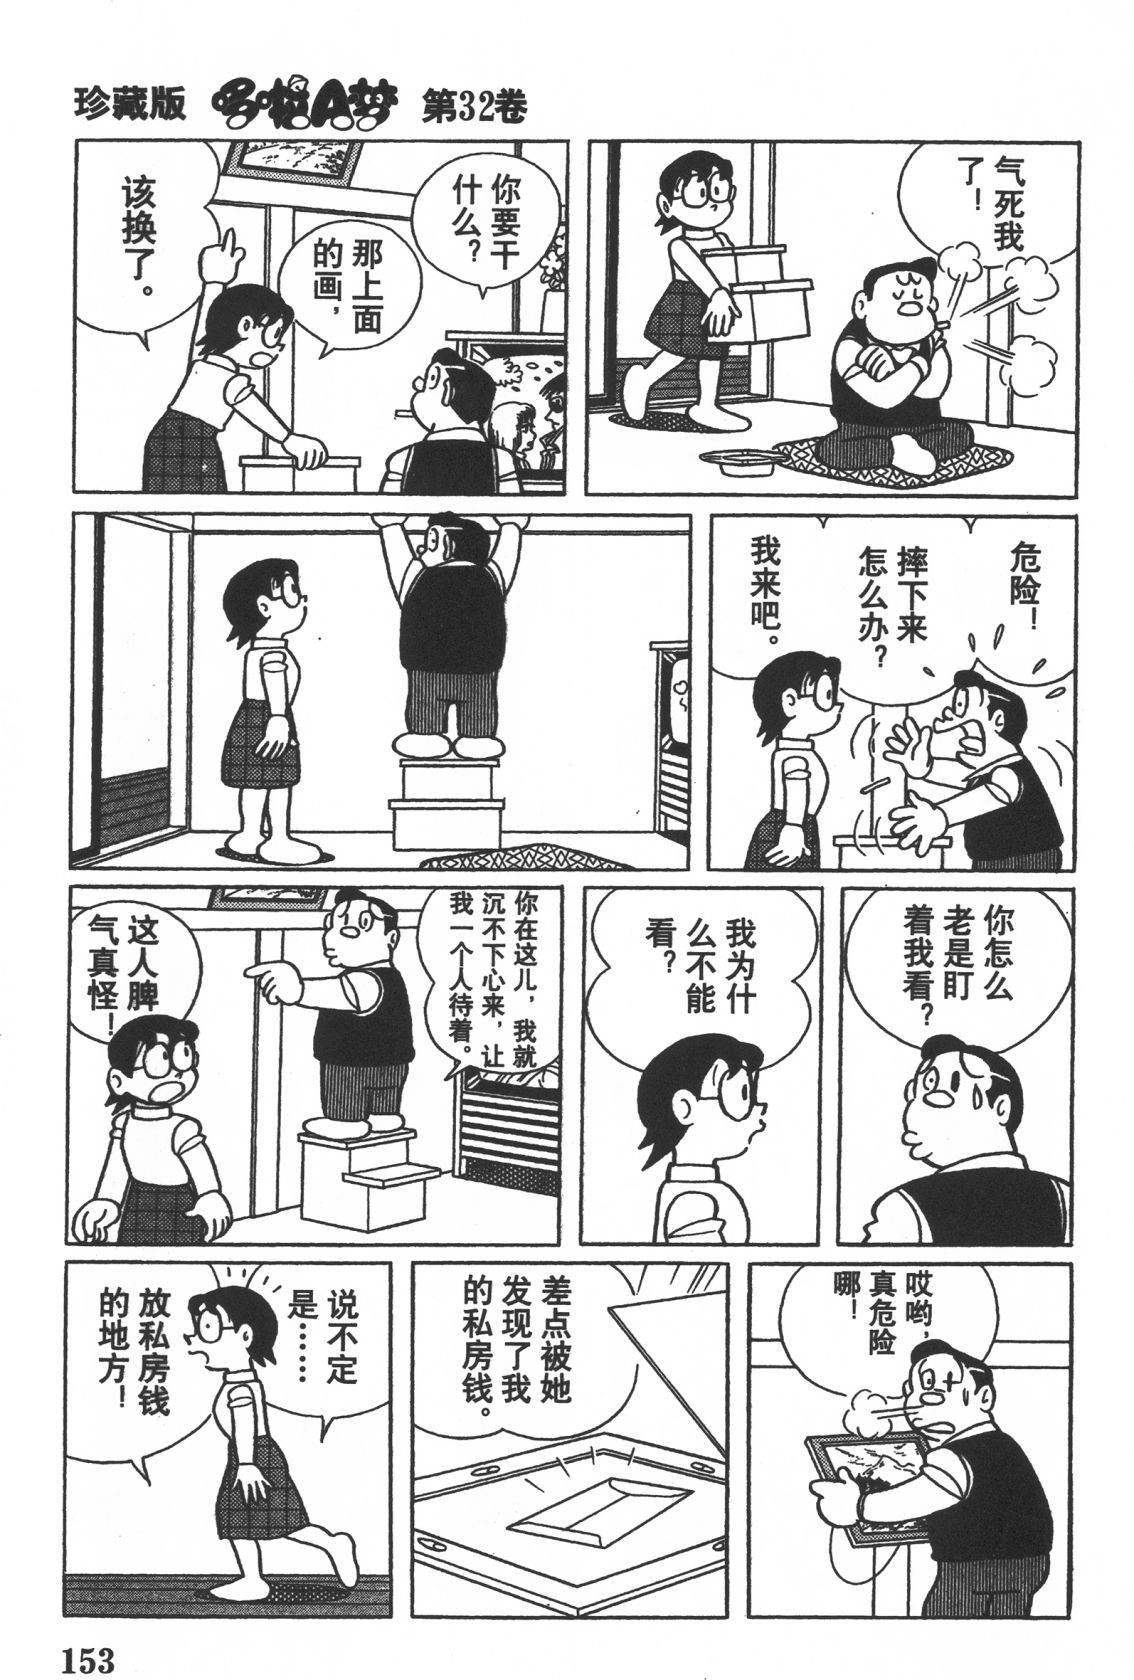 珍藏版 哆啦A梦 第32卷
气死我
了！
你要干
什么？
那上面
的画，
该换了。
危险！
摔下来
怎么办？
我来吧。
你怎么
老是盯
着我看？
我为什
么不能
看？
你在这儿，我就
沉不下心来，让
我一个人待着。
这人脾
气真怪！
哎哟，
真危险
哪！
差点被她
发现了我
的私房钱。
说不定
是……
放私房钱
的地方！
153